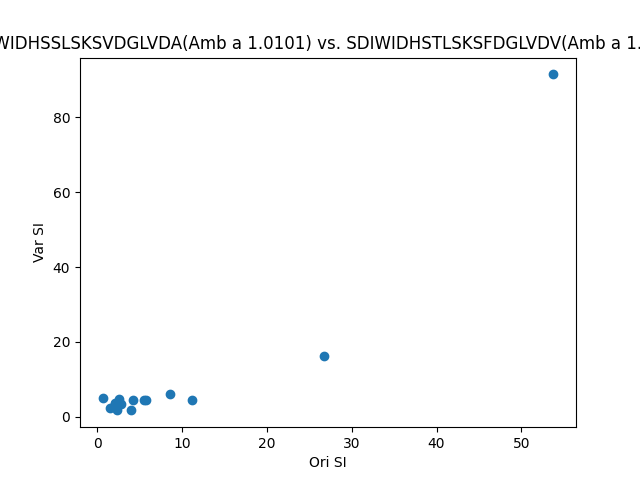 WIDHSSLSKSVDGLVDA(Amb a 1.0101) vs. SDIWIDHSTLSKSFDGLVDV(Amb a 1.
80
60
40
20
0
Var SI
0 10 20 30 40 50
Ori SI